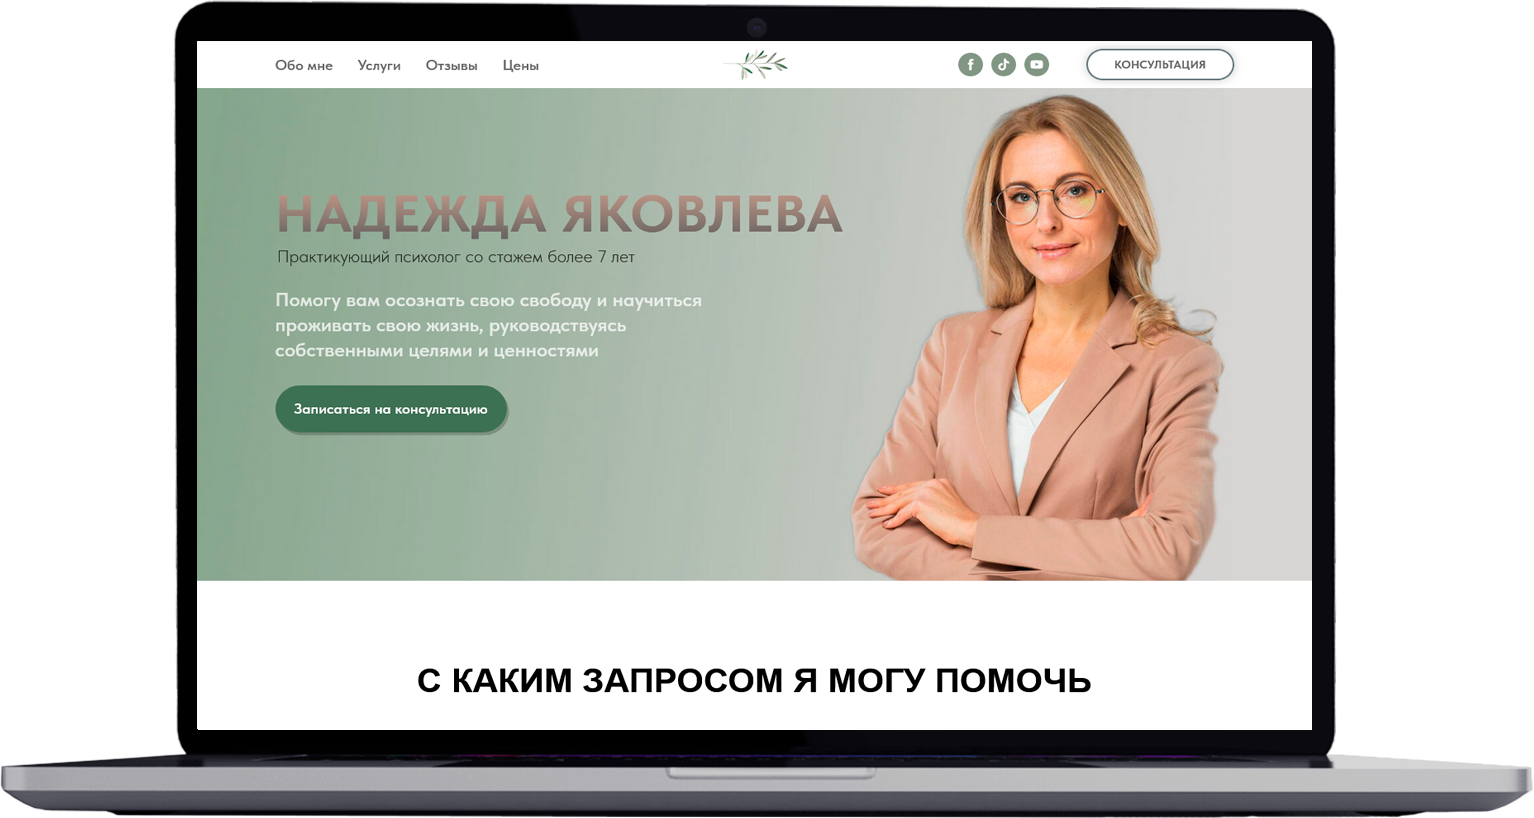 Обо мне
Услуги
Отзывы
Цены
КОНСУЛЬТАЦИЯ
НАДЕЖДА ЯКОВЛЕВА
Практикующий психолог со стажем более 7 лет
Помогу вам осознать свою свободу и научиться
проживать свою жизнь, руководствуясь
собственными целями и ценностями
Записаться на консультацию
С КАКИМ ЗАПРОСОМ Я МОГУ ПОМОЧЬ